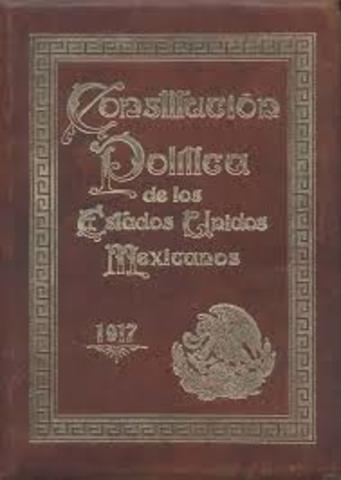 Constitución
Política
de los
Estados Unidos
Mexicanos
1917